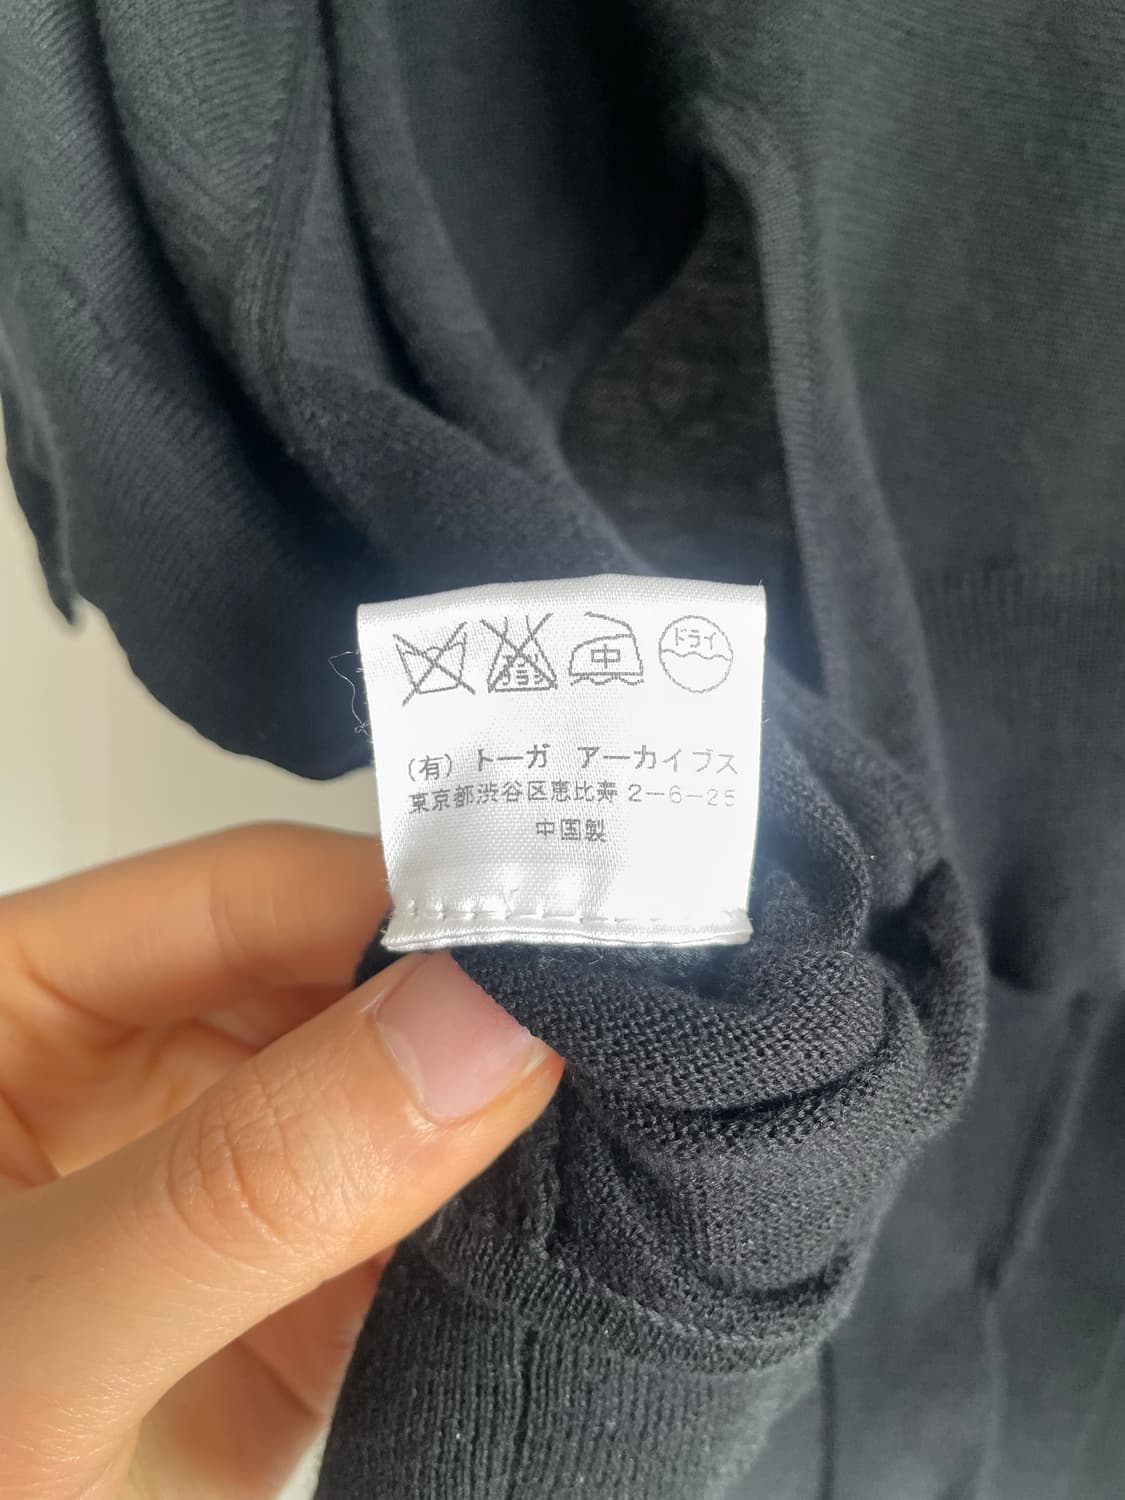 中 ドライ
(有) トーガ アーカイブス
東京都渋谷区恵比寿 2-6-25
中国製